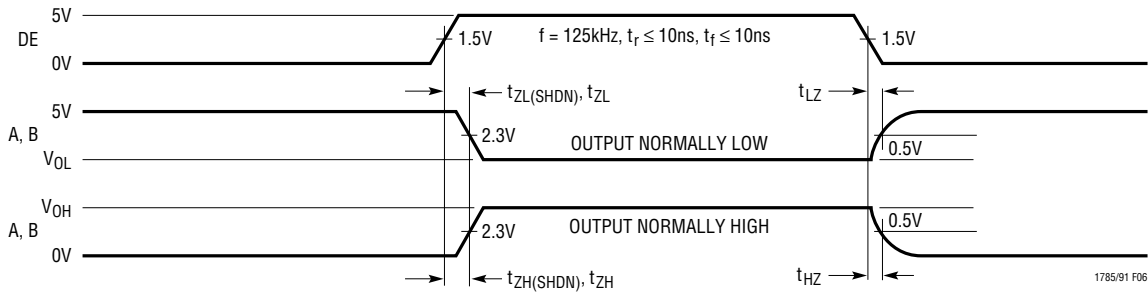 5V
DE
0V
1.5V
f = 125kHz, tr ≤ 10ns, tf ≤ 10ns
1.5V
tZL(SHDN), tZL
tLZ
5V
A, B
VOL
2.3V
OUTPUT NORMALLY LOW
0.5V
VOH
A, B
0V
2.3V
OUTPUT NORMALLY HIGH
0.5V
tZH(SHDN), tZH
tHZ
1785/91 F06